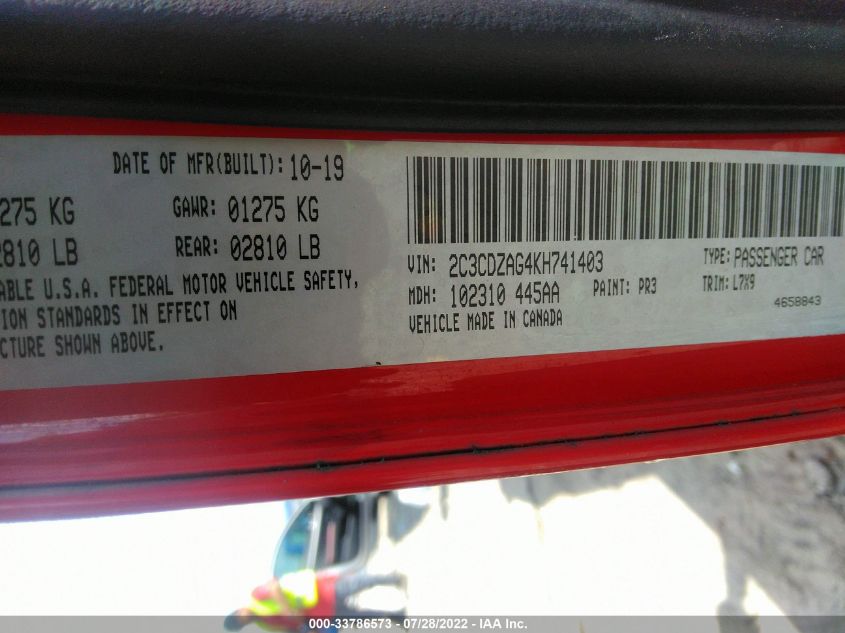 DATE OF MFR(BUILT): 10-19
275 KG GAWR: 01275 KG
2810 LB REAR: 02810 LB
ABLE U.S.A. FEDERAL MOTOR VEHICLE SAFETY,
ION STANDARDS IN EFFECT ON
CTURE SHOWN ABOVE.
VIN: 2C3CDZAG4KH741403 TYPE: PASSENGER CAR
MDH: 102310 445AA PAINT: PR3 TRIM: L7X9
VEHICLE MADE IN CANADA 4658843
000-33786573 - 07/28/2022 - IAA Inc.